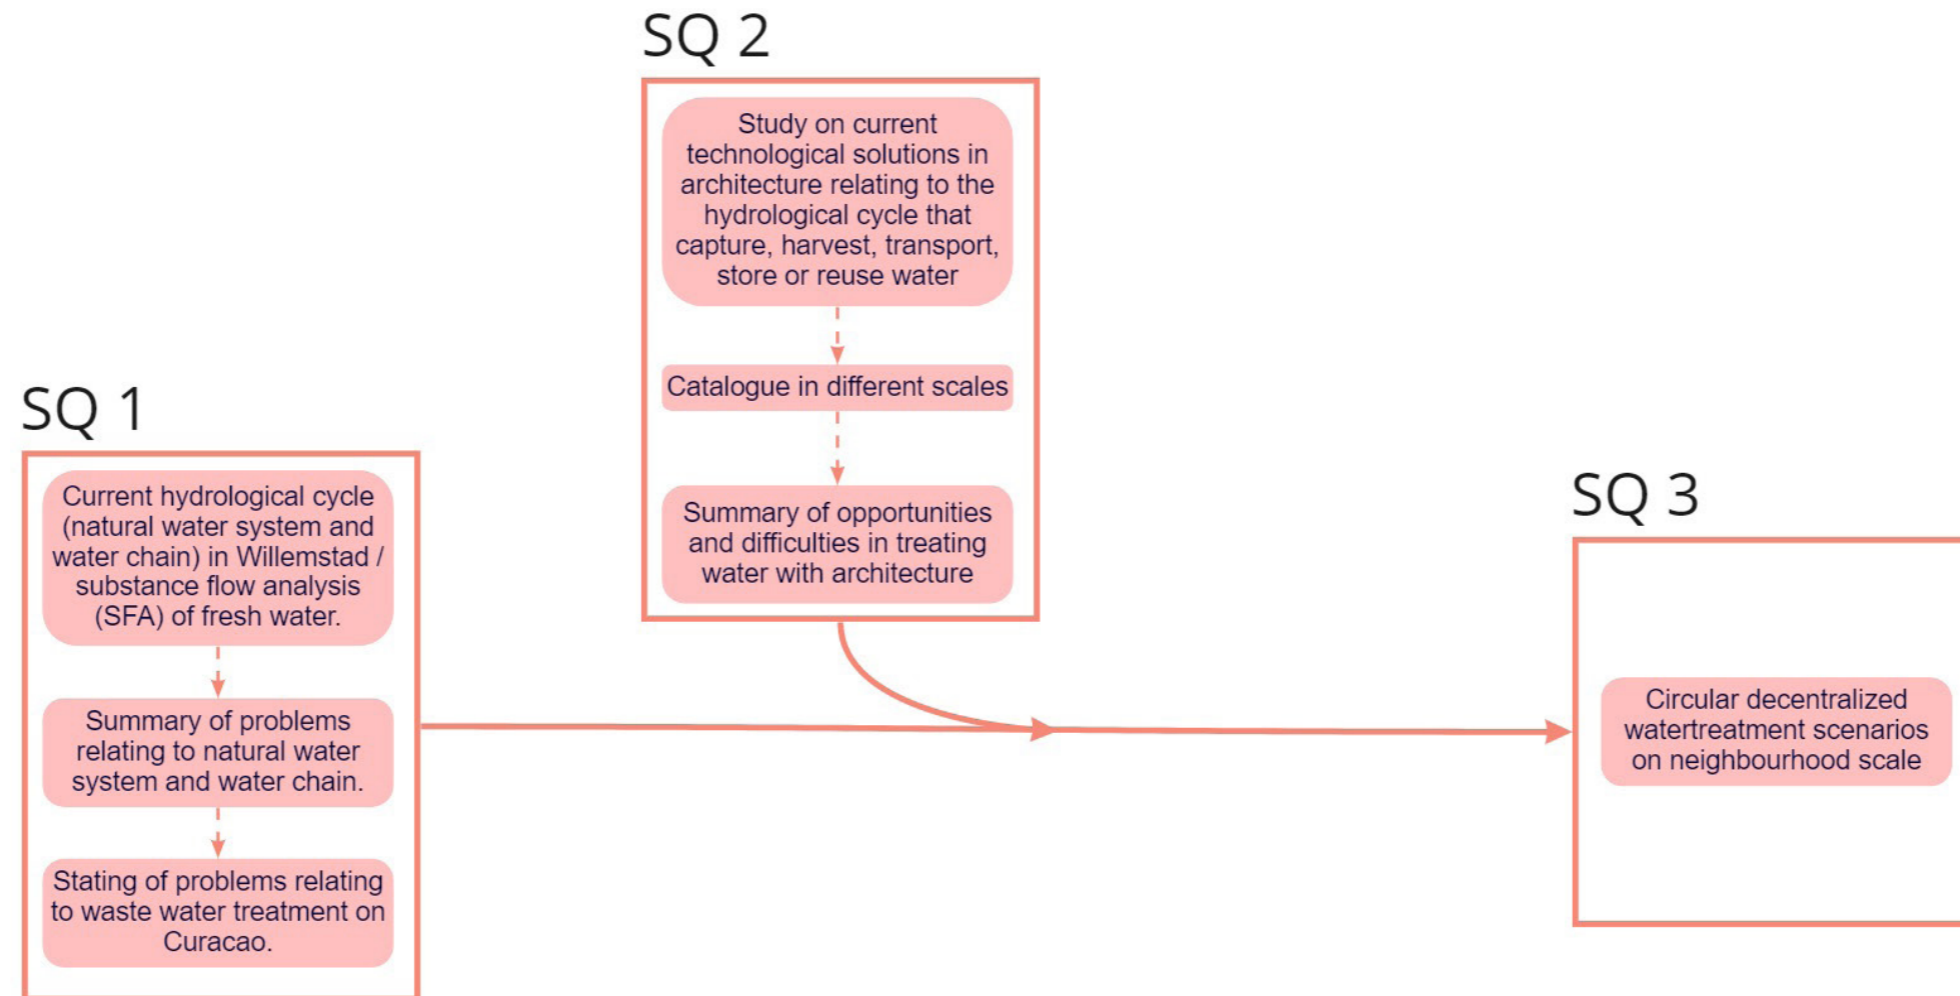 SQ 1
Current hydrological cycle
(natural water system and
water chain) in Willemstad /
substance flow analysis
(SFA) of fresh water.
Summary of problems
relating to natural water
system and water chain.
Stating of problems relating
to waste water treatment on
Curacao.
SQ 2
Study on current
technological solutions in
architecture relating to the
hydrological cycle that
capture, harvest, transport,
store or reuse water
Catalogue in different scales
Summary of opportunities
and difficulties in treating
water with architecture
SQ 3
Circular decentralized
watertreatment scenarios
on neighbourhood scale